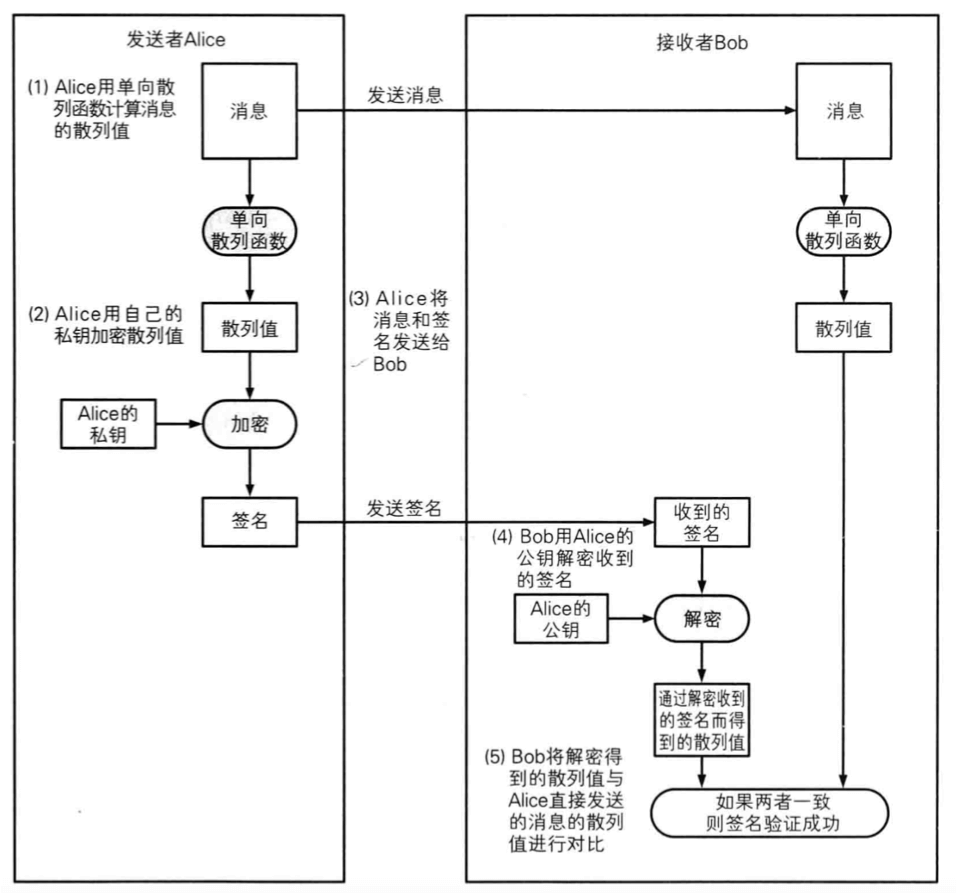 发送者Alice
接收者Bob
(1) Alice用单向散
列函数计算消息
的散列值
消息
发送消息
消息
单向
散列函数
单向
散列函数
(2) Alice用自己的
私钥加密散列值
散列值
(3) Alice将
消息和签
名发送给
Bob
散列值
Alice的
私钥
加密
签名
发送签名
收到的
签名
(4) Bob用Alice的
公钥解密收到
的签名
Alice的
公钥
解密
通过解密收到
的签名而得
到的散列值
(5) Bob将解密得
到的散列值与
Alice直接发送
的消息的散列
值进行对比
如果两者一致
则签名验证成功